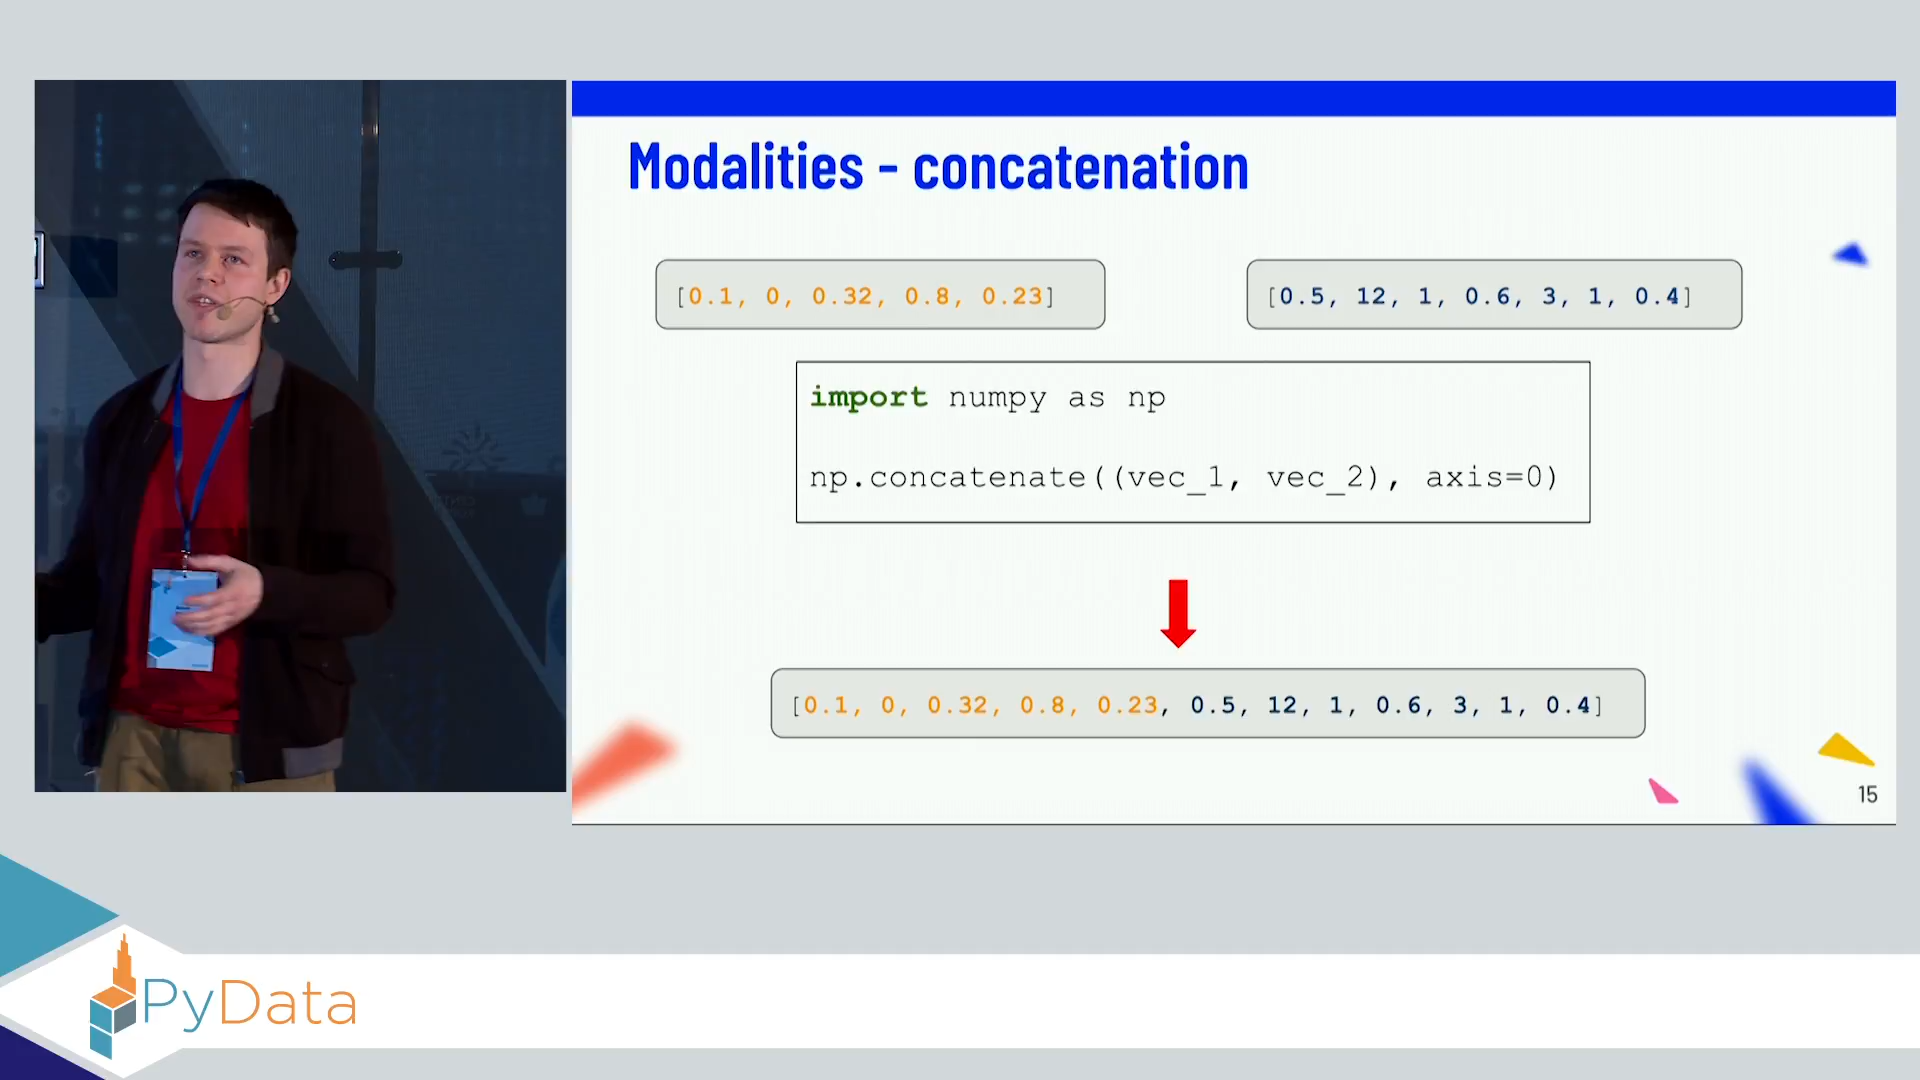 Modalities - concatenation
[0.1, 0, 0.32, 0.8, 0.23]
[0.5, 12, 1, 0.6, 3, 1, 0.4]
import numpy as np
np.concatenate((vec_1, vec_2), axis=0)
[0.1, 0, 0.32, 0.8, 0.23, 0.5, 12, 1, 0.6, 3, 1, 0.4]
15
PyData